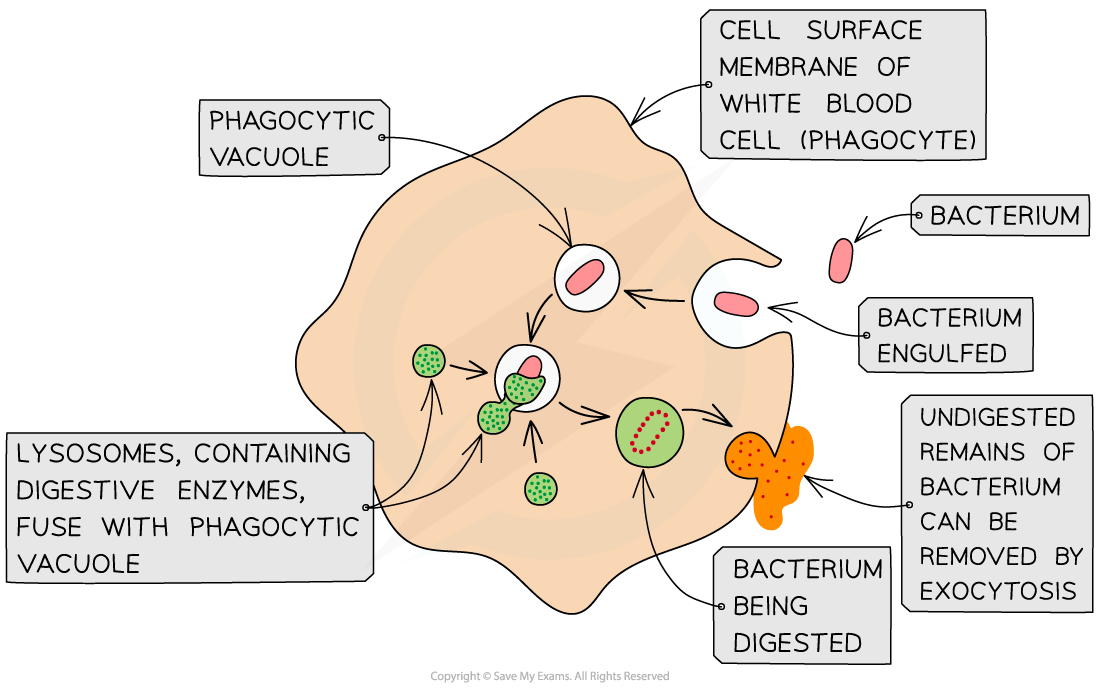 CELL SURFACE
MEMBRANE OF
WHITE BLOOD
CELL (PHAGOCYTE)
PHAGOCYTIC
VACUOLE
BACTERIUM
BACTERIUM
ENGULFED
UNDIGESTED
REMAINS OF
BACTERIUM
CAN BE
REMOVED BY
EXOCYTOSIS
LYSOSOMES, CONTAINING
DIGESTIVE ENZYMES,
FUSE WITH PHAGOCYTIC
VACUOLE
BACTERIUM
BEING
DIGESTED
Copyright © Save My Exams. All Rights Reserved